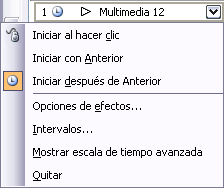 1 Multimedia 12
Iniciar al hacer clic
Iniciar con Anterior
Iniciar después de Anterior
Opciones de efectos...
Intervalos...
Mostrar escala de tiempo avanzada
Quitar